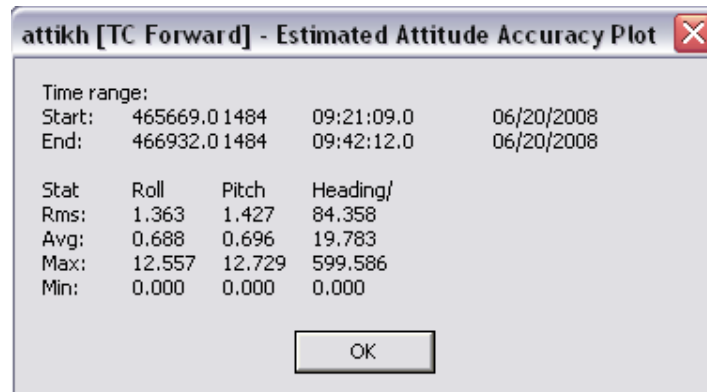 attikh [TC Forward] - Estimated Attitude Accuracy Plot
Time range:
Start: 465669.0 1484 09:21:09.0 06/20/2008
End: 466932.0 1484 09:42:12.0 06/20/2008
Stat Roll Pitch Heading/
Rms: 1.363 1.427 84.358
Avg: 0.688 0.696 19.783
Max: 12.557 12.729 599.586
Min: 0.000 0.000 0.000
OK